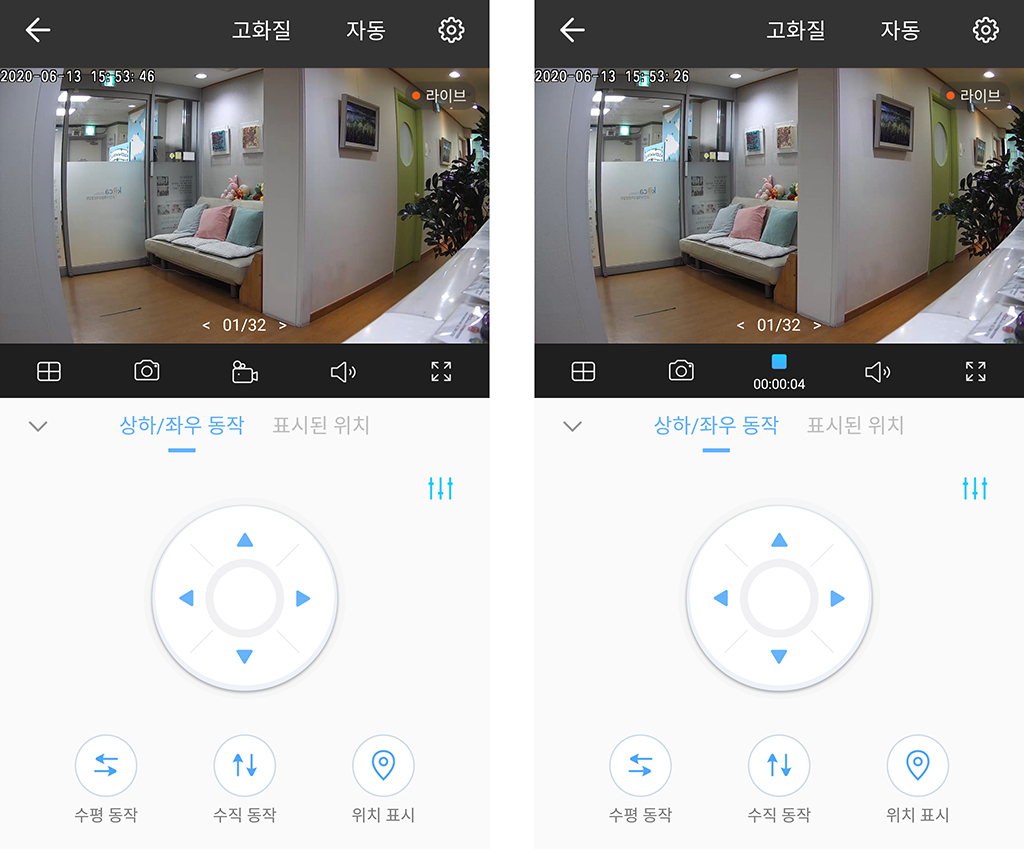 고화질 자동
2020-06-13 15:53:46
라이브
< 01/32 >
상하/좌우 동작 표시된 위치
수평 동작 수직 동작 위치 표시
고화질 자동
2020-06-13 15:53:26
라이브
< 01/32 >
00:00:04
상하/좌우 동작 표시된 위치
수평 동작 수직 동작 위치 표시